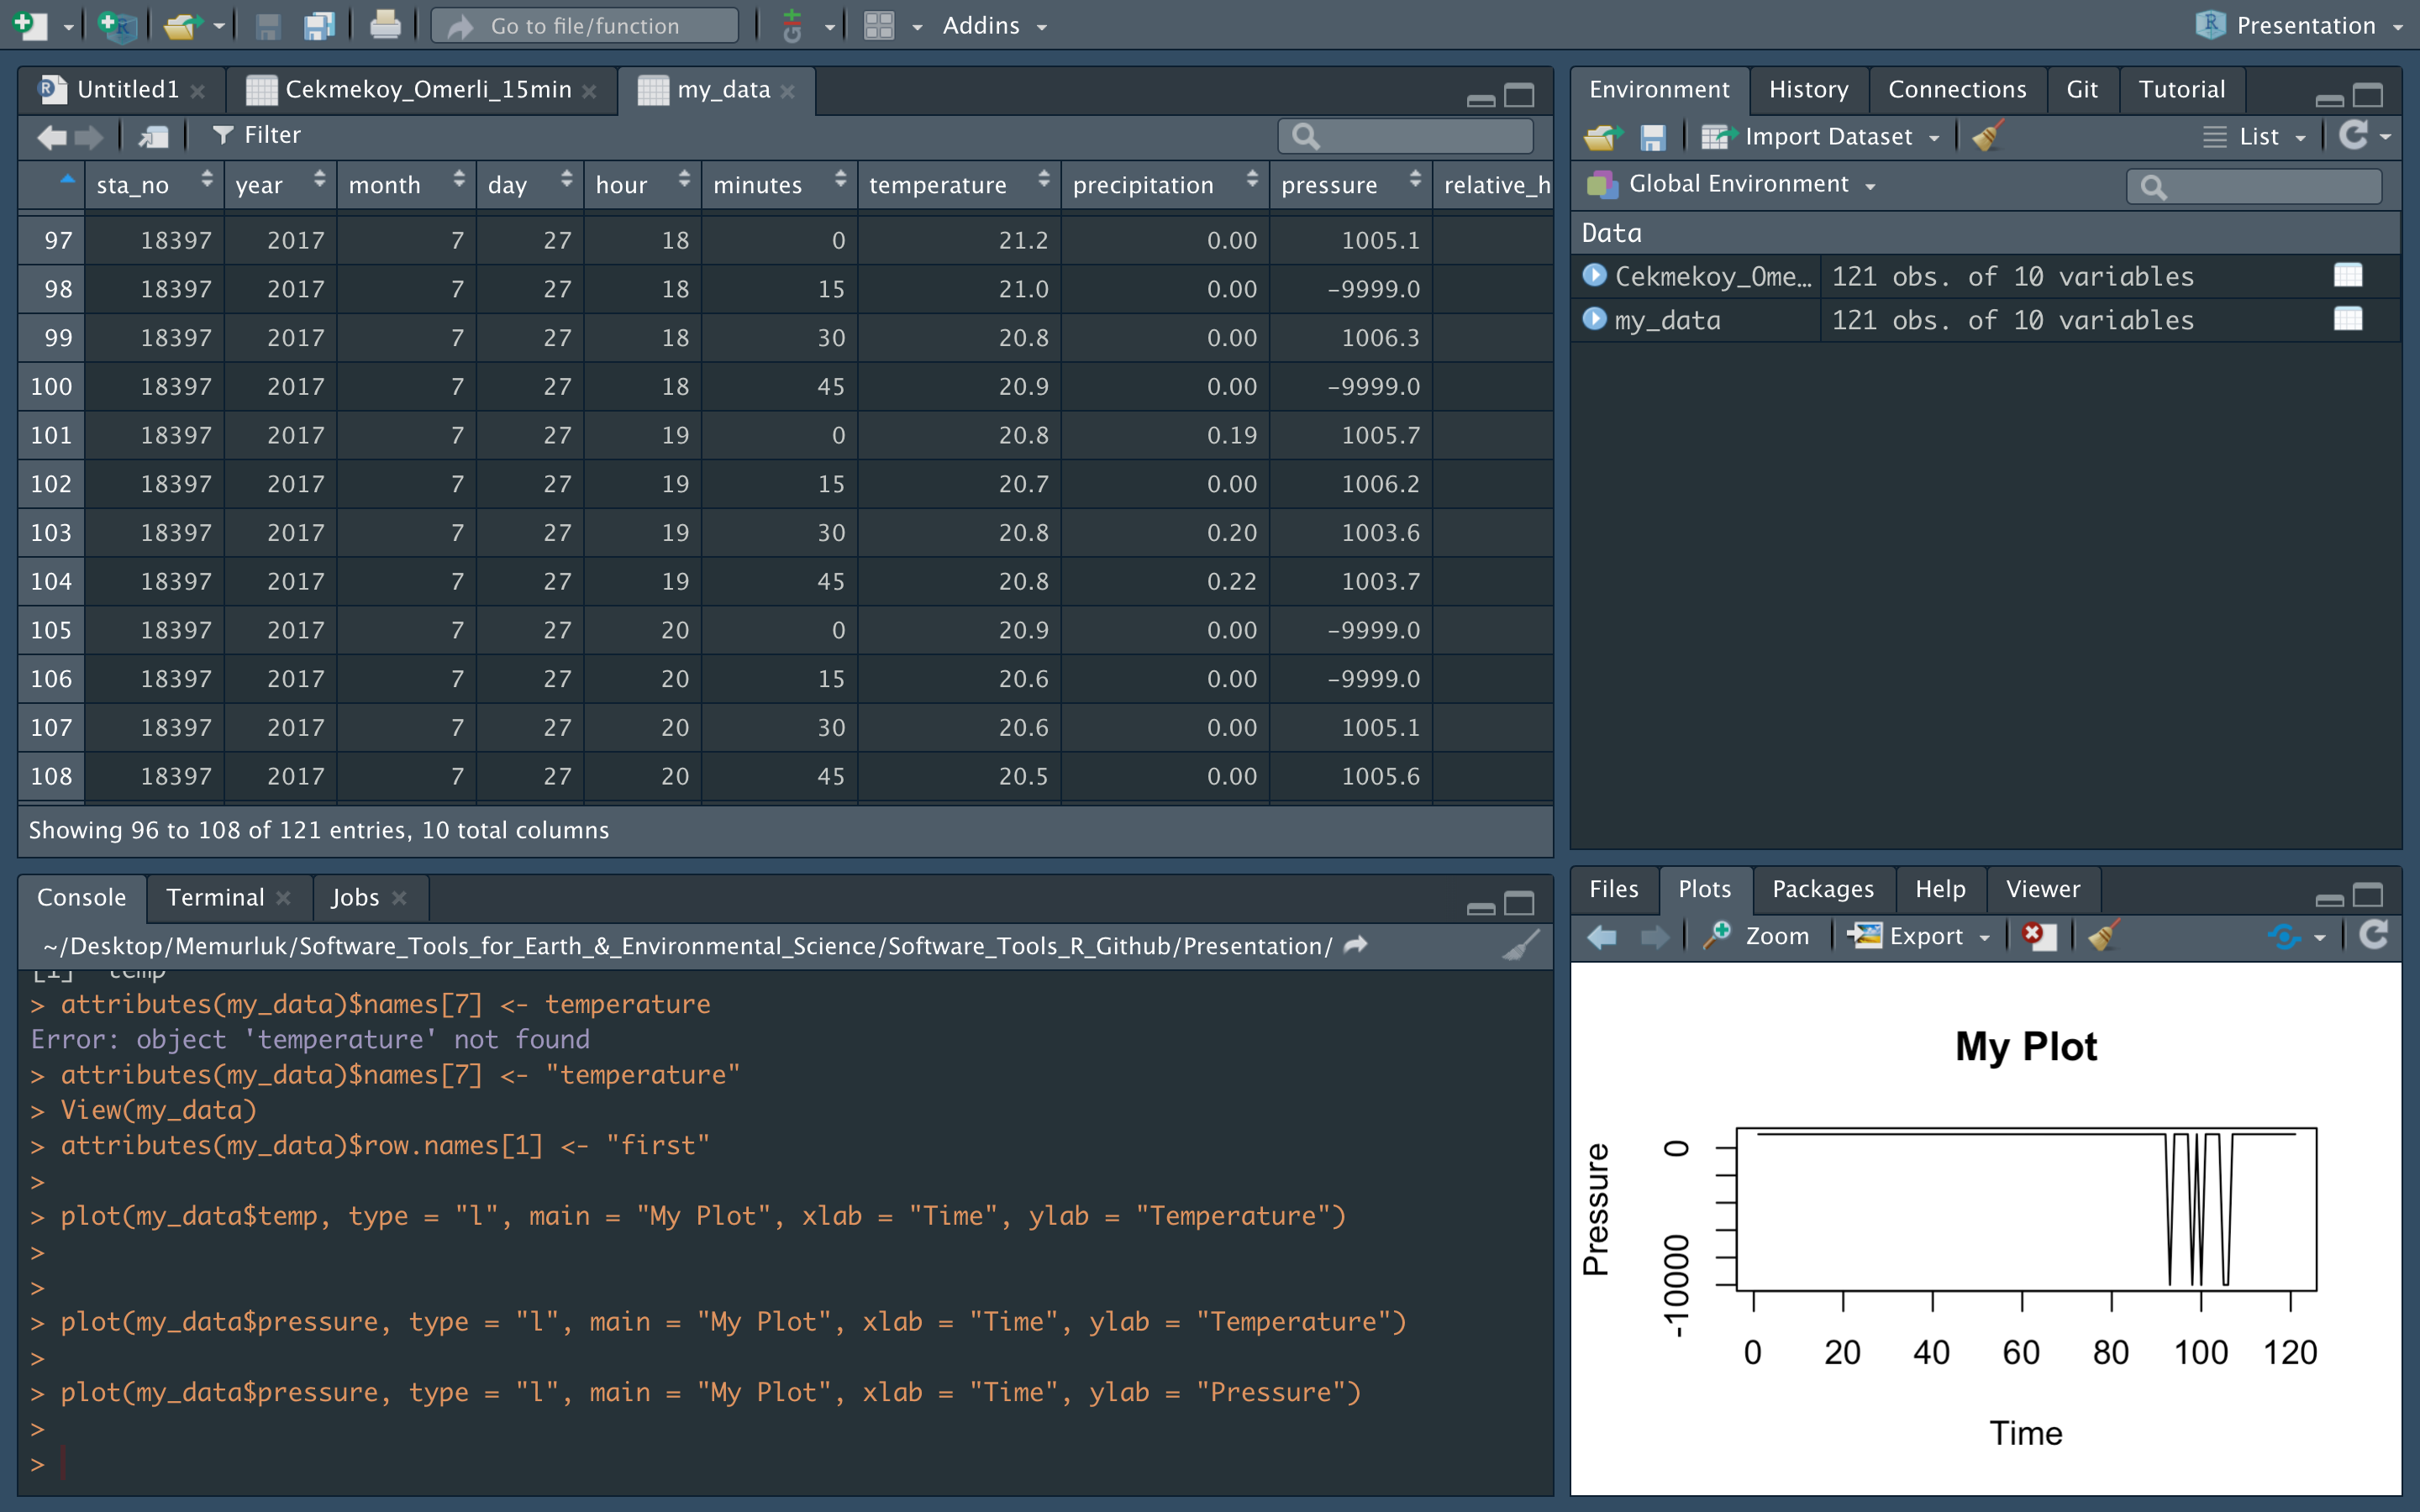 Go to file/function
Addins
Presentation
Untitled1
Cekmekoy_Omerli_15min
my_data
Filter
sta_no year month day hour minutes temperature precipitation pressure relative_h
97 18397 2017 7 27 18 0 21.2 0.00 1005.1
98 18397 2017 7 27 18 15 21.0 0.00 -9999.0
99 18397 2017 7 27 18 30 20.8 0.00 1006.3
100 18397 2017 7 27 18 45 20.9 0.00 -9999.0
101 18397 2017 7 27 19 0 20.8 0.19 1005.7
102 18397 2017 7 27 19 15 20.7 0.00 1006.2
103 18397 2017 7 27 19 30 20.8 0.20 1003.6
104 18397 2017 7 27 19 45 20.8 0.22 1003.7
105 18397 2017 7 27 20 0 20.9 0.00 -9999.0
106 18397 2017 7 27 20 15 20.6 0.00 -9999.0
107 18397 2017 7 27 20 30 20.6 0.00 1005.1
108 18397 2017 7 27 20 45 20.5 0.00 1005.6
Showing 96 to 108 of 121 entries, 10 total columns
Console Terminal Jobs
~/Desktop/Memurluk/Software_Tools_for_Earth_&_Environmental_Science/Software_Tools_R_Github/Presentation/
> attributes(my_data)$names[7] <- temperature
Error: object 'temperature' not found
> attributes(my_data)$names[7] <- "temperature"
> View(my_data)
> attributes(my_data)$row.names[1] <- "first"
>
> plot(my_data$temp, type = "l", main = "My Plot", xlab = "Time", ylab = "Temperature")
>
>
> plot(my_data$pressure, type = "l", main = "My Plot", xlab = "Time", ylab = "Temperature")
>
> plot(my_data$pressure, type = "l", main = "My Plot", xlab = "Time", ylab = "Pressure")
>
>
Environment History Connections Git Tutorial
Import Dataset
List
Global Environment
Data
Cekmekoy_Ome… 121 obs. of 10 variables
my_data 121 obs. of 10 variables
Files Plots Packages Help Viewer
Zoom Export
My Plot
Pressure
0
-10000
0 20 40 60 80 100 120
Time